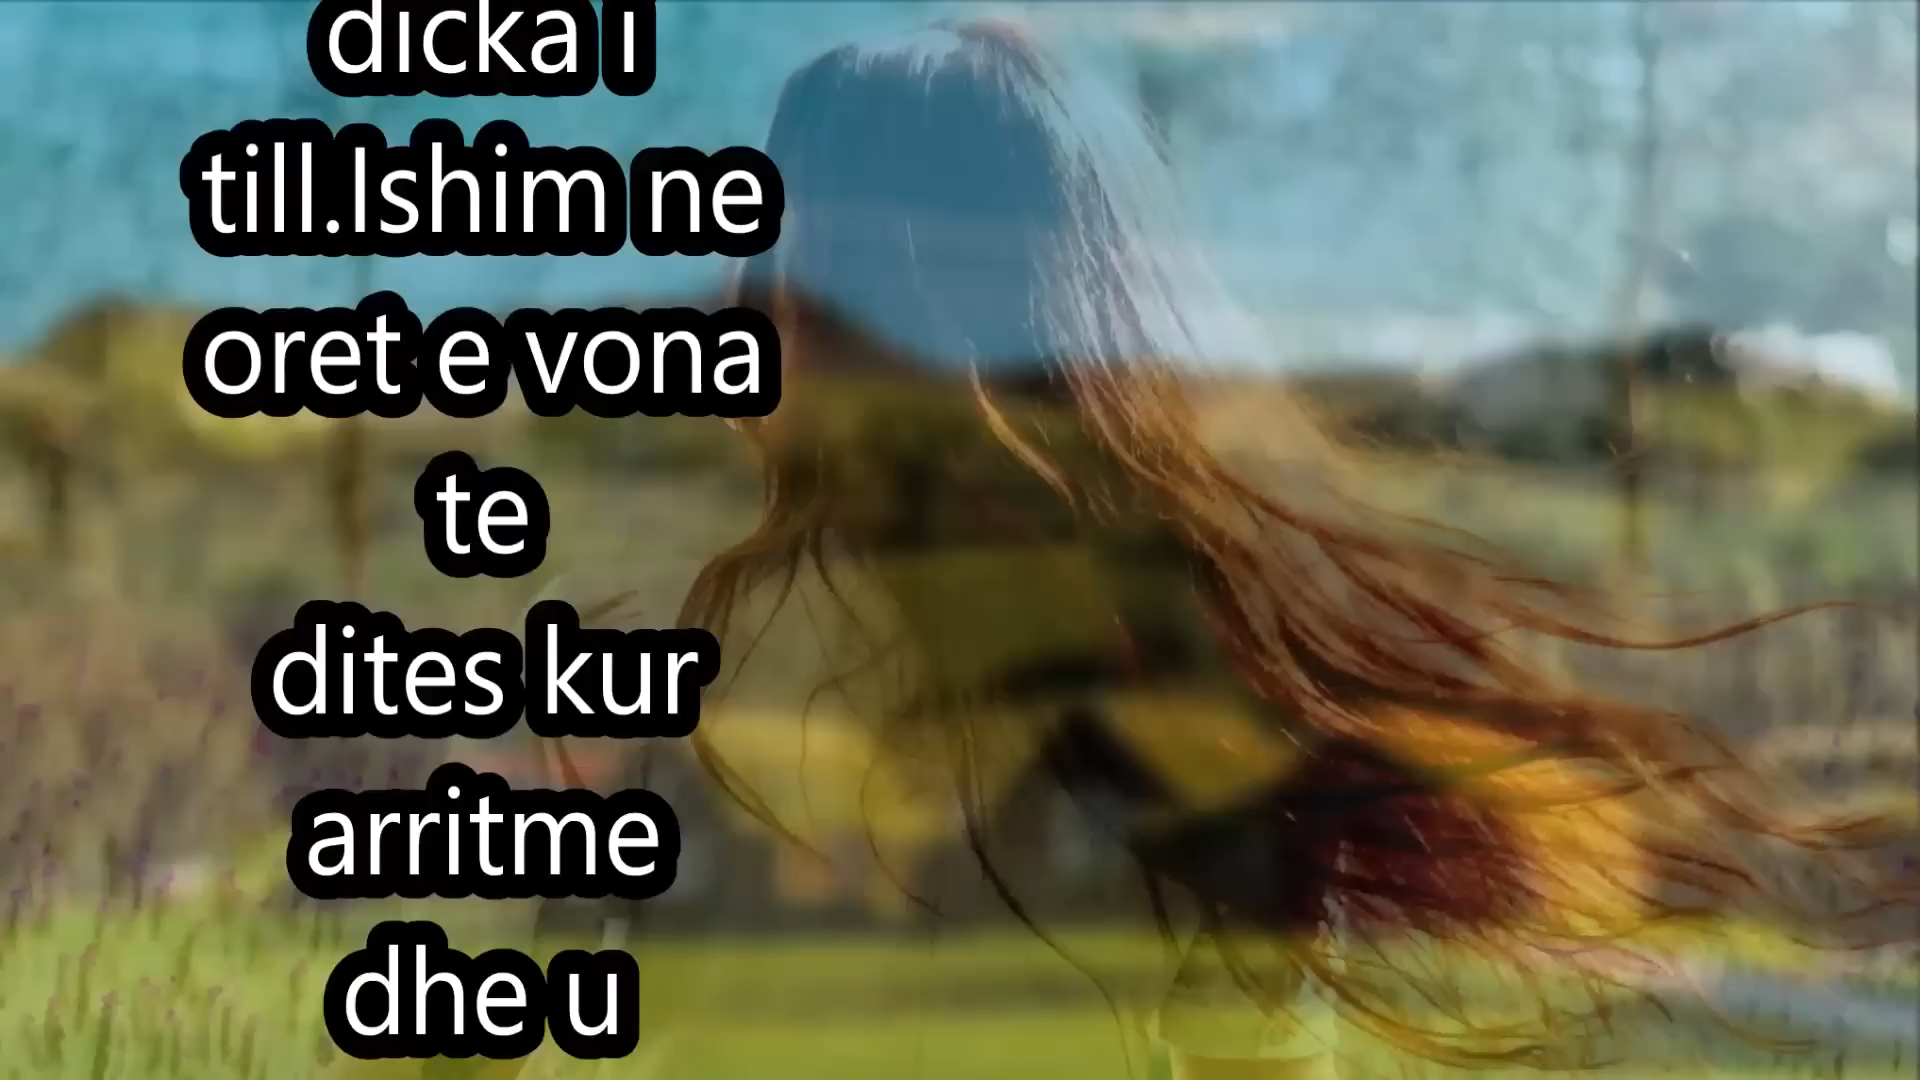 dicka i
till.Ishim ne
oret e vona
te
dites kur
arritme
dhe u